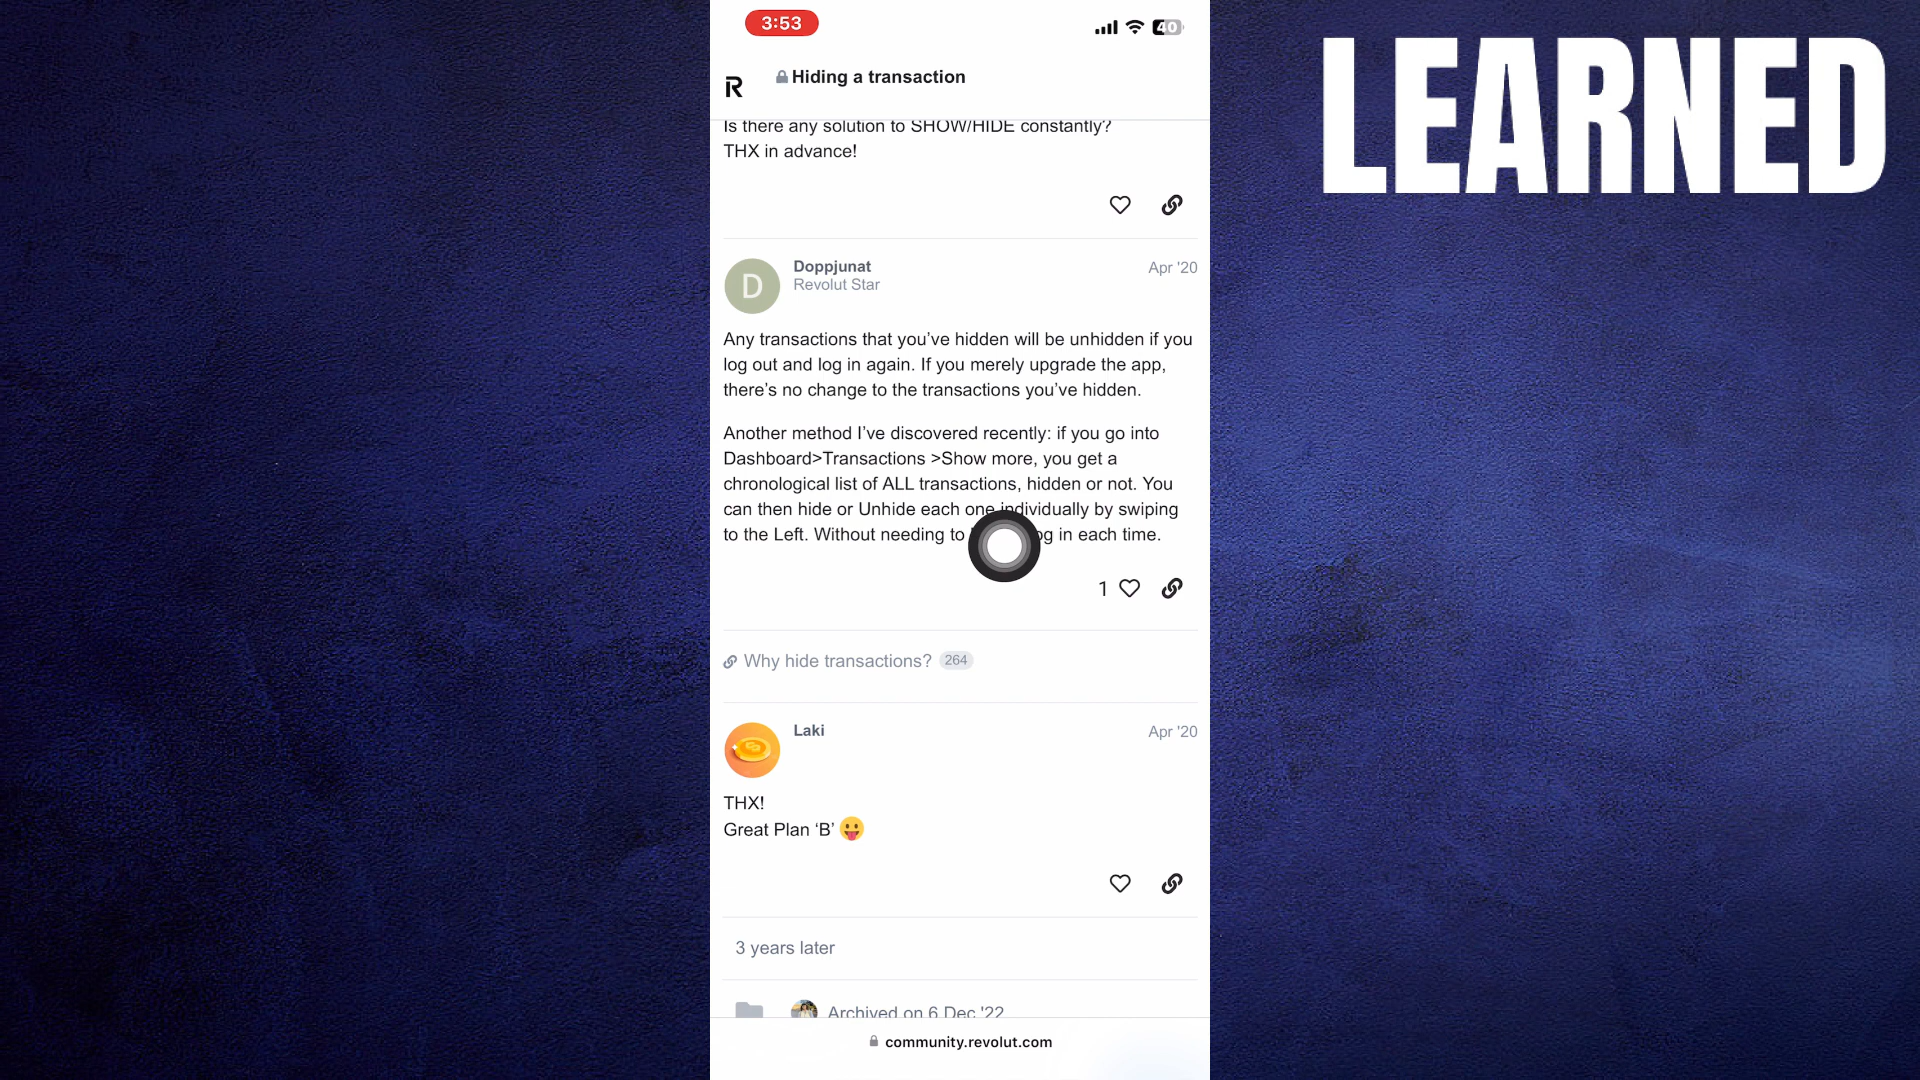 3:53
40
LEARNED
R
Hiding a transaction
Is there any solution to SHOW/HIDE constantly?
THX in advance!
D
Doppjunat
Apr '20
Revolut Star
Any transactions that you’ve hidden will be unhidden if you
log out and log in again. If you merely upgrade the app,
there’s no change to the transactions you’ve hidden.
Another method I’ve discovered recently: if you go into
Dashboard>Transactions >Show more, you get a
chronological list of ALL transactions, hidden or not. You
can then hide or Unhide each one individually by swiping
to the Left. Without needing to in each time.
1
Why hide transactions? 264
Laki
Apr '20
THX!
Great Plan ‘B’ 😛
3 years later
Archived on 6 Dec '22
community.revolut.com